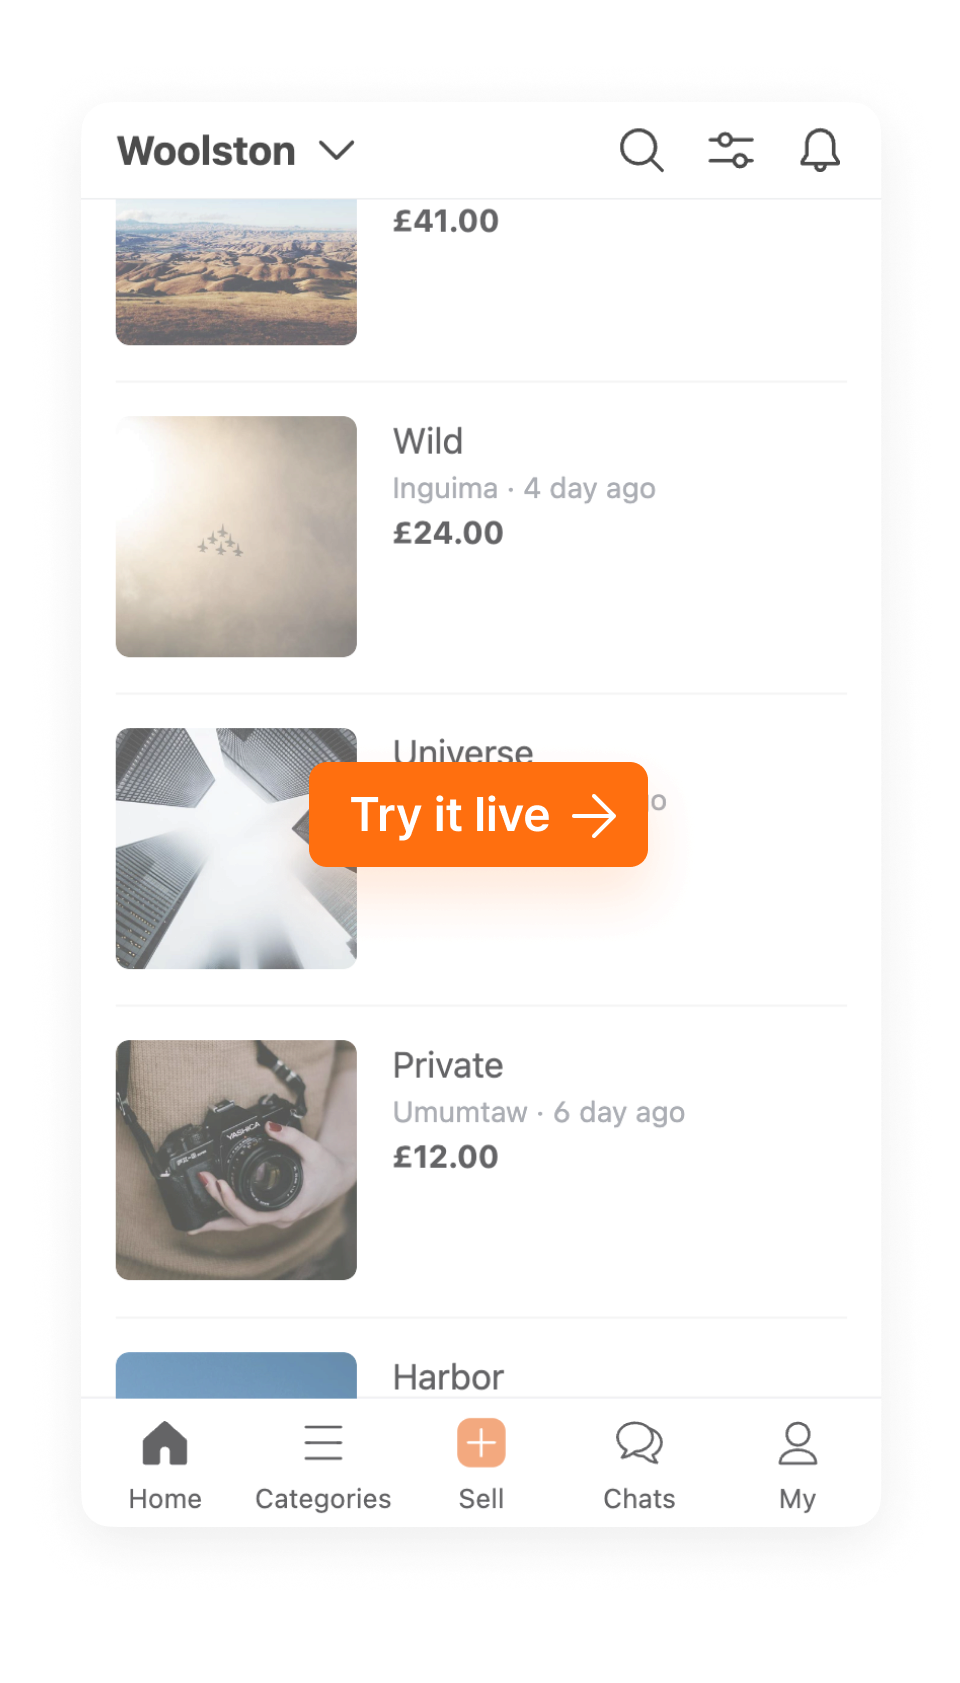 Woolston
£41.00
Wild
Inguima · 4 day ago
£24.00
Universe
Try it live
Private
Umumtaw · 6 day ago
£12.00
YASHICA
Harbor
Home
Categories
Sell
Chats
My